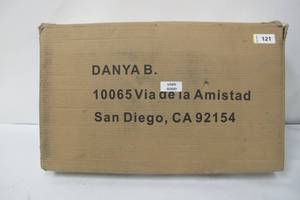 121
DANYA B.
10065 Via de la Amistad
San Diego, CA 92154